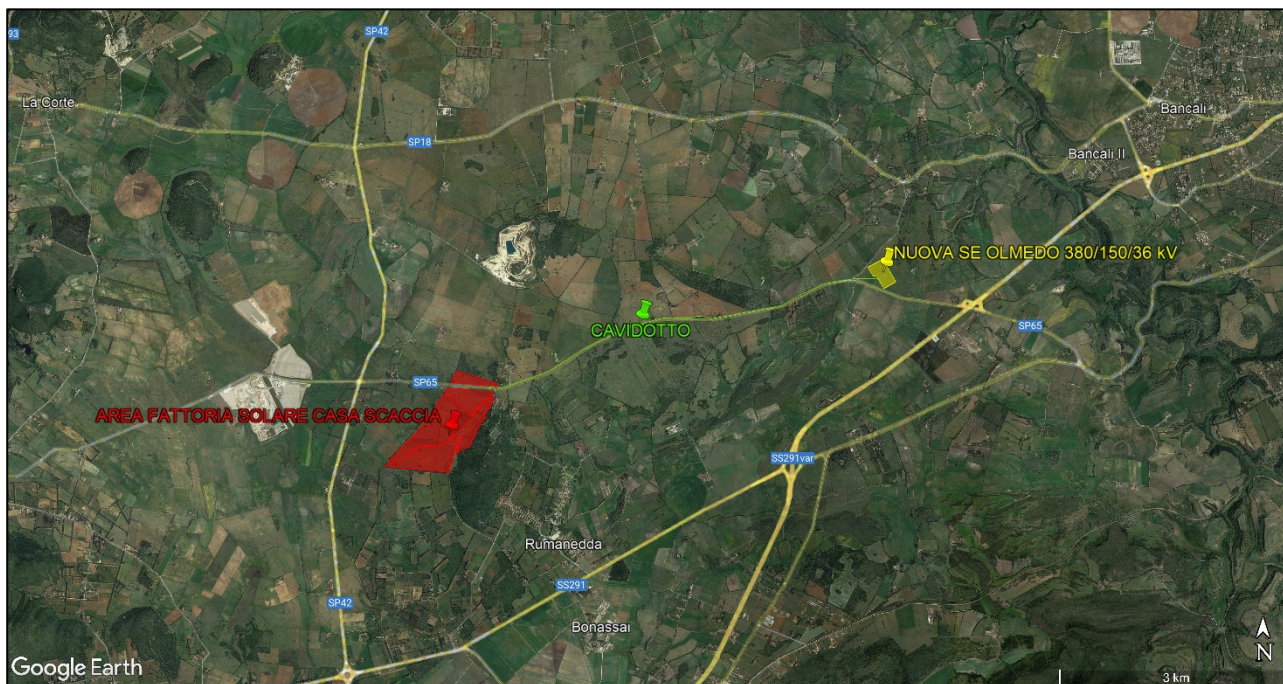 93
SP42
La Corte
SP18
Bancali
Bancali II
NUOVA SE OLMEDO 380/150/36 kV
CAVIDOTTO
SP65
SP65
AREA FATTORIA SOLARE CASA SCACCIA
SS291var
Rumanedda
SS291
SP42
Bonassai
Google Earth
N
3 km